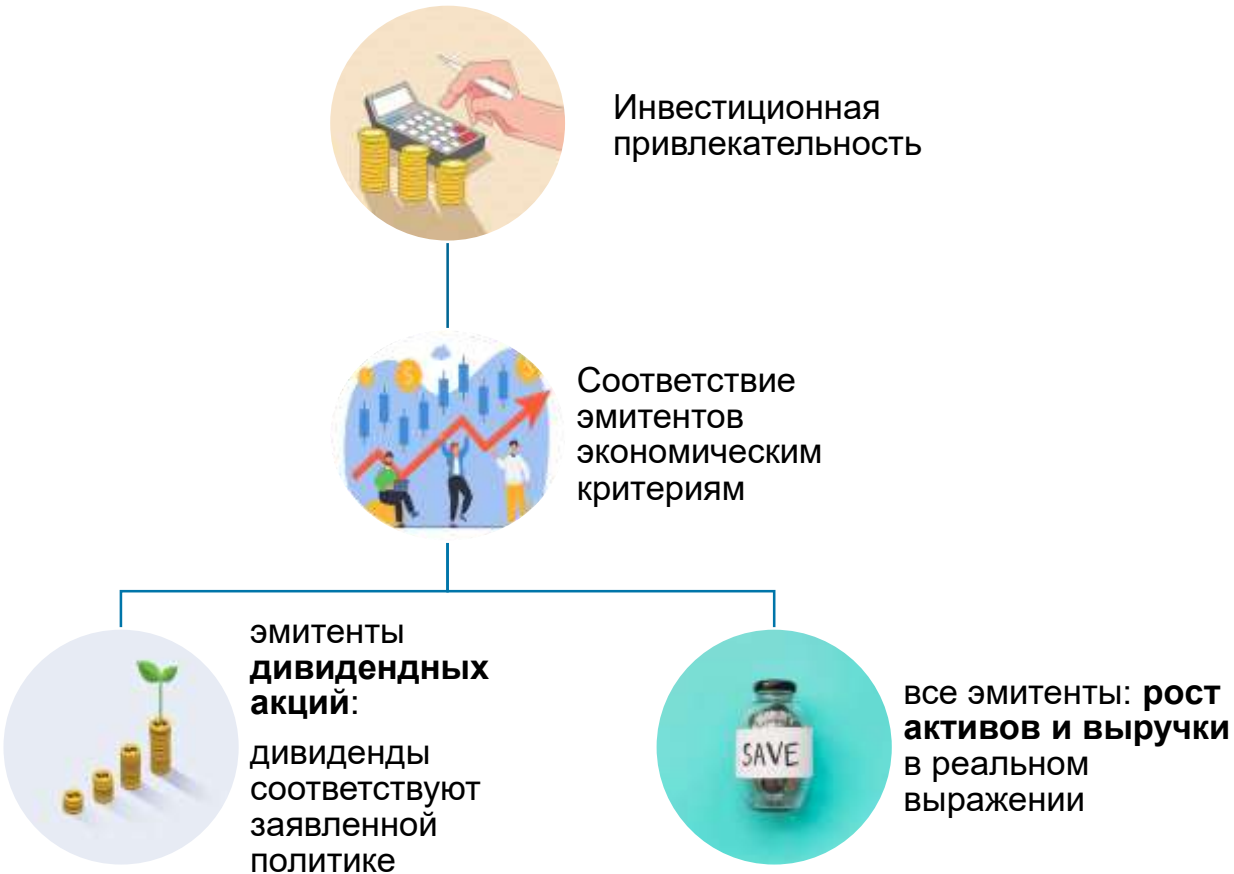 Инвестиционная
привлекательность
Соответствие
эмитентов
экономическим
критериям
эмитенты
дивидендных
акций:
дивиденды
соответствуют
заявленной
политике
SAVE
все эмитенты: рост
активов и выручки
в реальном
выражении